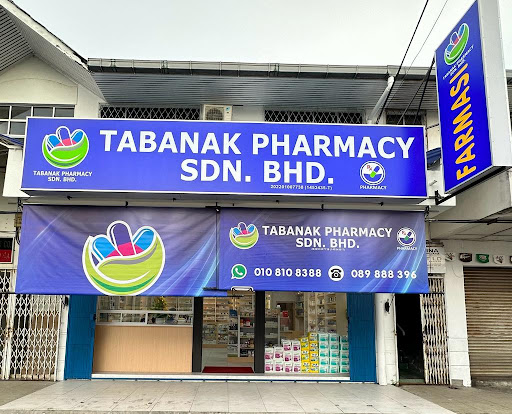 TABANAK PHARMACY
SDN. BHD.
TABANAK PHARMACY
SDN. BHD.
PHARMACY
FARMASI
TABANAK PHARMACY
SDN. BHD.
PHARMACY
010 810 8388
089 888 396